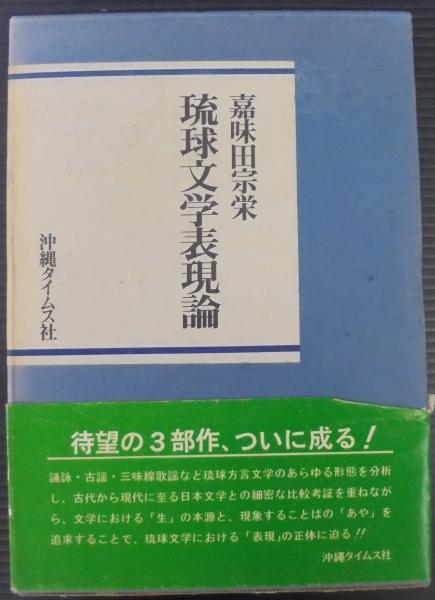 嘉味田宗栄
琉球文学表現論
沖縄タイムス社
待望の3部作、ついに成る!
誦詠・古謡・三味線歌謡など琉球方言文学のあらゆる形態を分析
し、古代から現代に至る日本文学との細密な比較考証を重ねなが
ら、文学における「生」の本源と、現象することばの「あや」を
追求することで、琉球文学における「表現」の正体に迫る!!
沖縄タイムス社